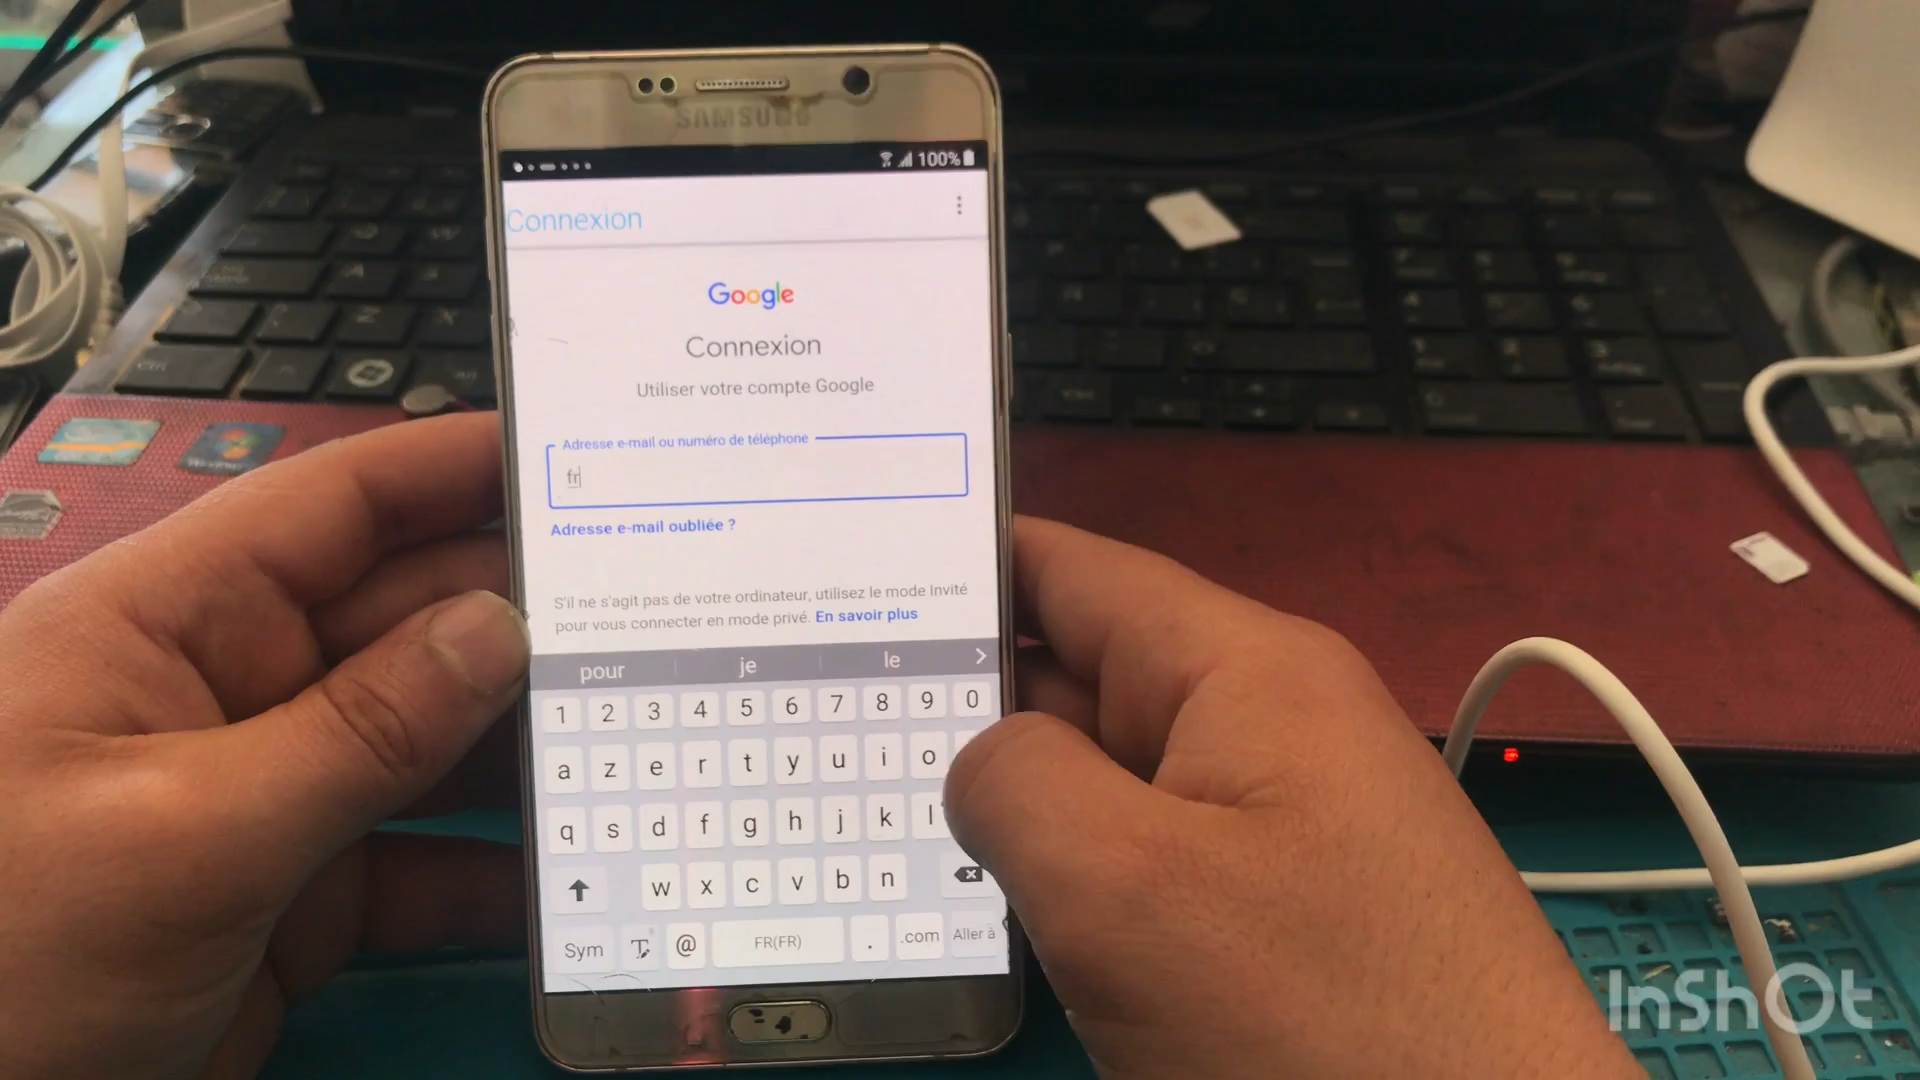 SAMSUNG
100%
Connexion
Google
Connexion
Utiliser votre compte Google
Adresse e-mail ou numéro de téléphone
fr
Adresse e-mail oubliée ?
S'il ne s'agit pas de votre ordinateur, utilisez le mode Invité
pour vous connecter en mode privé. En savoir plus
pour je le
1 2 3 4 5 6 7 8 9 0
a z e r t y u i o
q s d f g h j k l
w x c v b n
Sym @ FR(FR) . .com Aller à
InShOt